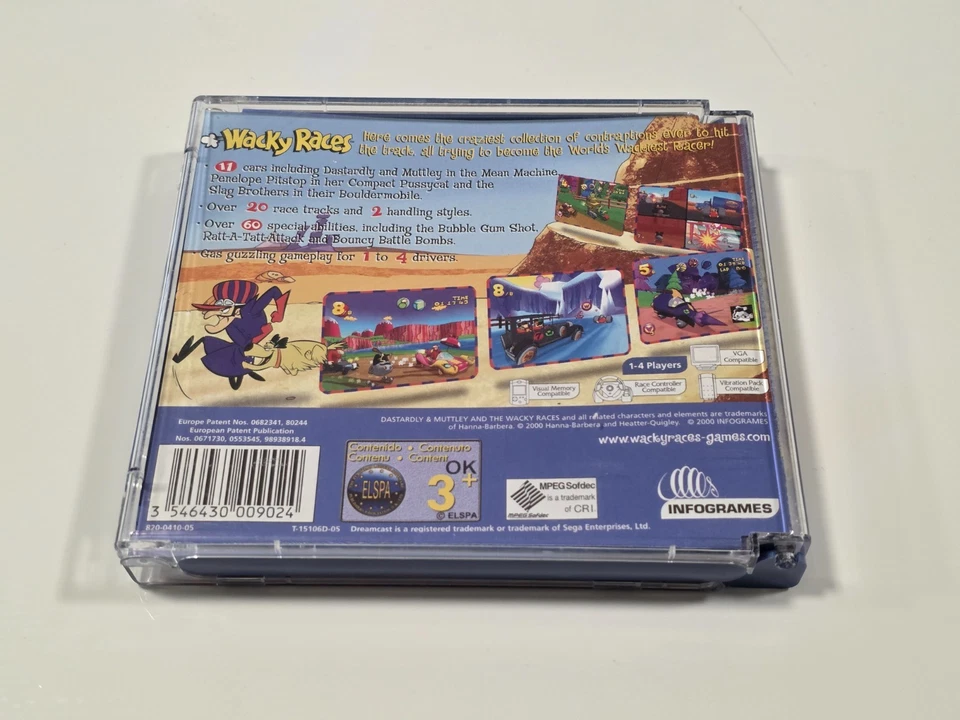 Wacky Races
Here comes the craziest collection of contraptions ever to hit
the track, all trying to become the Worlds Wackiest Racer!
· 17 cars including Dastardly and Muttley in the Mean Machine,
Penelope Pitstop in her Compact Pussycat and the
Slag Brothers in their Bouldermobile.
· Over 20 race tracks and 2 handling styles.
· Over 60 special abilities, including the Bubble Gum Shot,
Ratt-A-Tatt-Attack and Bouncy Battle Bombs.
Gas guzzling gameplay for 1 to 4 drivers.
1-4 Players
VGA
Compatible
Visual Memory
Compatible
Race Controller
Compatible
Vibration Pack
Compatible
Europe Patent Nos. 0682341, 80244
European Patent Publication
Nos. 0671730, 0553545, 98938918.4
DASTARDLY & MUTTLEY AND THE WACKY RACES and all related characters and elements are trademarks
of Hanna-Barbera. © 2000 Hanna-Barbera and Heatter-Quigley. © 2000 INFOGRAMES
www.wackyraces-games.com
3 546430 009024
Contenido • Contenuto
Contenu • Content
ELSPA
OK
3+
© ELSPA
MPEG Sofdec
MPEG Sofdec
is a trademark
of CRI.
INFOGRAMES
820-0410-05
T-15106D-05
Dreamcast is a registered trademark or trademark of Sega Enterprises, Ltd.